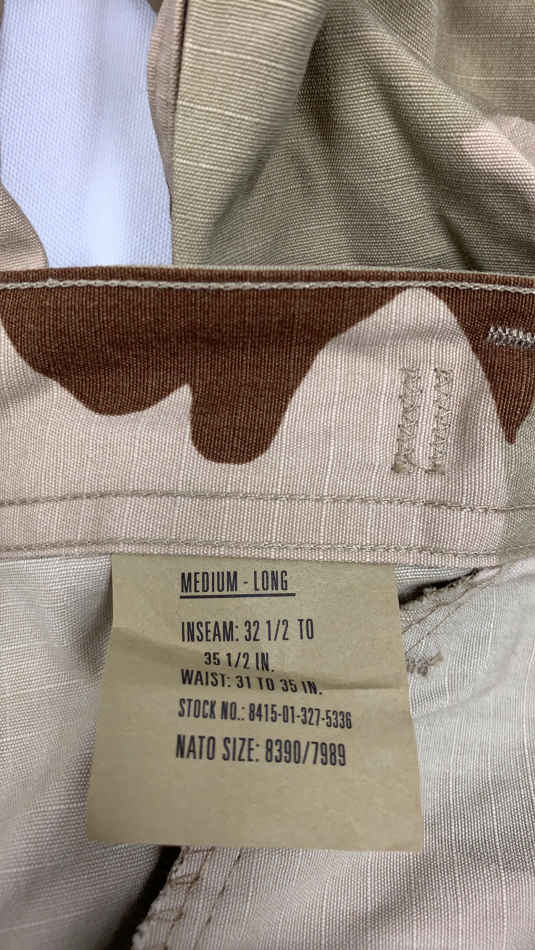 MEDIUM - LONG
INSEAM: 32 1/2 TO
35 1/2 IN.
WAIST: 31 TO 35 IN.
STOCK NO.: 8415-01-327-5336
NATO SIZE: 8390/7989